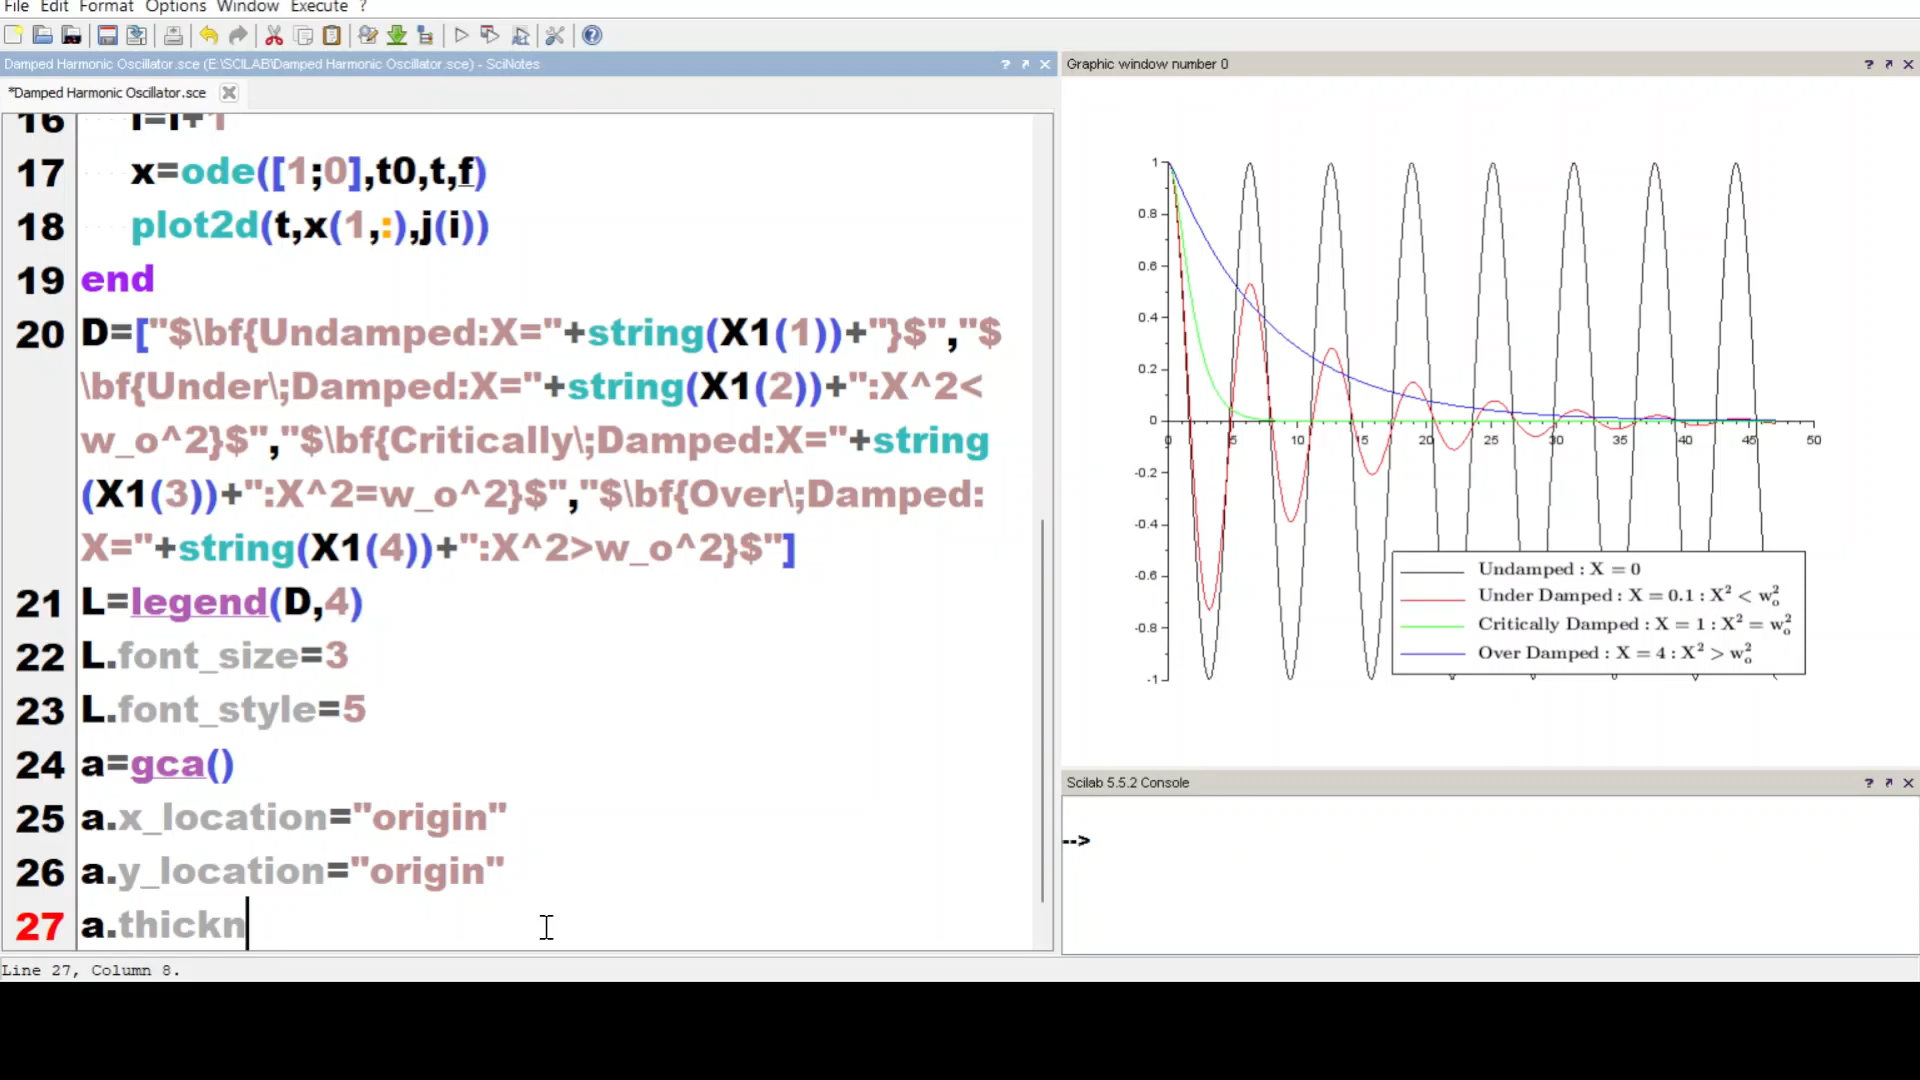 File Edit Format Options Window Execute ?
Damped Harmonic Oscillator.sce (E:\SCILAB\Damped Harmonic Oscillator.sce) - SciNotes
*Damped Harmonic Oscillator.sce
16 i=i+1
17 x=ode([1;0],t0,t,f)
18 plot2d(t,x(1,:),j(i))
19 end
20 D=["$\bf{Undamped:X="+string(X1(1))+"}$","$
\bf{Under\;Damped:X="+string(X1(2))+":X^2<
w_o^2}$","$\bf{Critically\;Damped:X="+string
(X1(3))+":X^2=w_o^2}$","$\bf{Over\;Damped:
X="+string(X1(4))+":X^2>w_o^2}$"]
21 L=legend(D,4)
22 L.font_size=3
23 L.font_style=5
24 a=gca()
25 a.x_location="origin"
26 a.y_location="origin"
27 a.thickn
Line 27, Column 8.
Graphic window number 0
1
0.8
0.6
0.4
0.2
0
-0.2
-0.4
-0.6
-0.8
-1
0 5 10 15 20 25 30 35 40 45 50
Undamped : X = 0
Under Damped : X = 0.1 : X² < w²ₒ
Critically Damped : X = 1 : X² = w²ₒ
Over Damped : X = 4 : X² > w²ₒ
Scilab 5.5.2 Console
-->